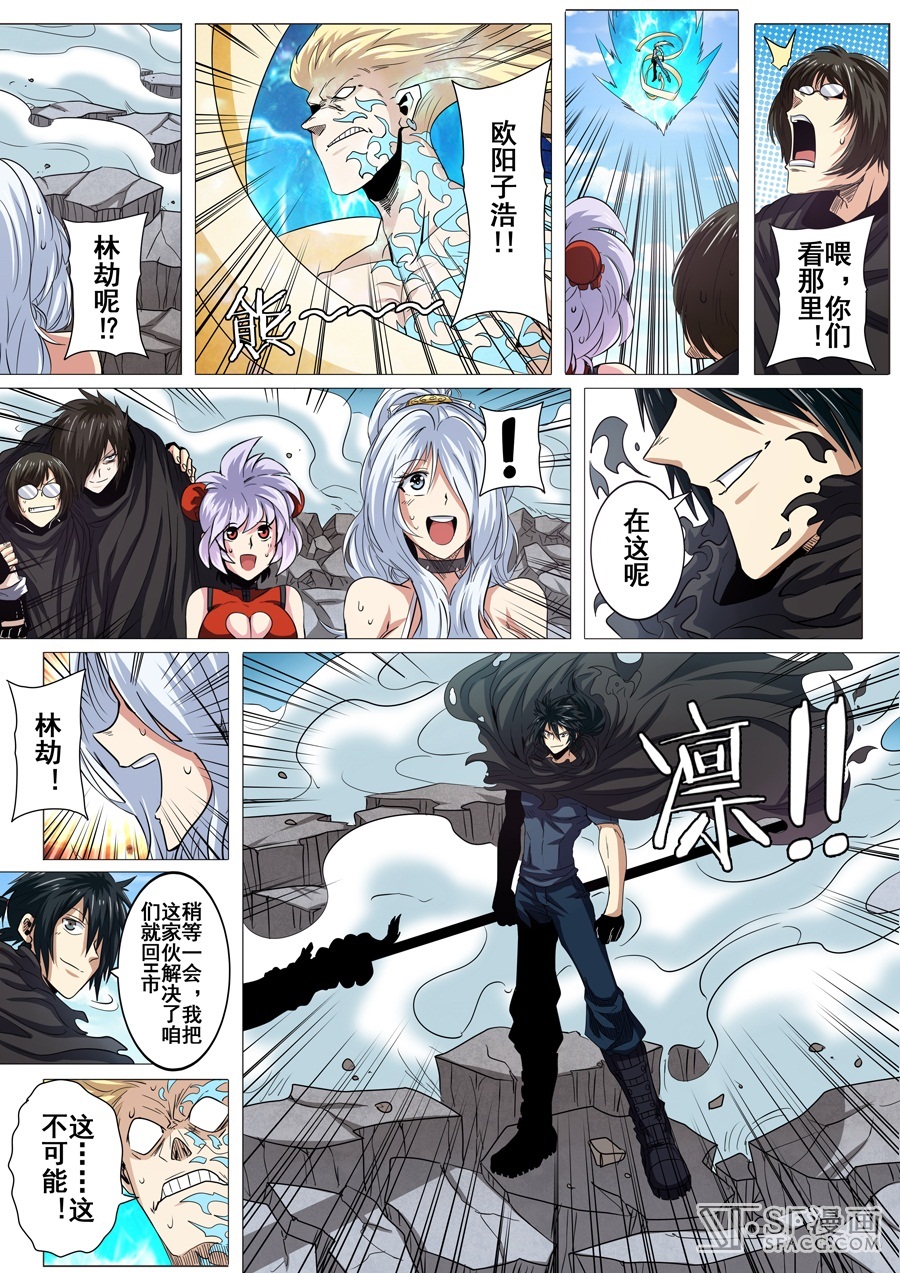 喂，你们
看那里！
欧阳子浩
!!
熊
林劫呢!?
！
在这呢
林劫！
凛!!
稍等一会，我把
这家伙解决了咱
们就回王市
这……这
不可能！
SF漫画
SFACG.COM